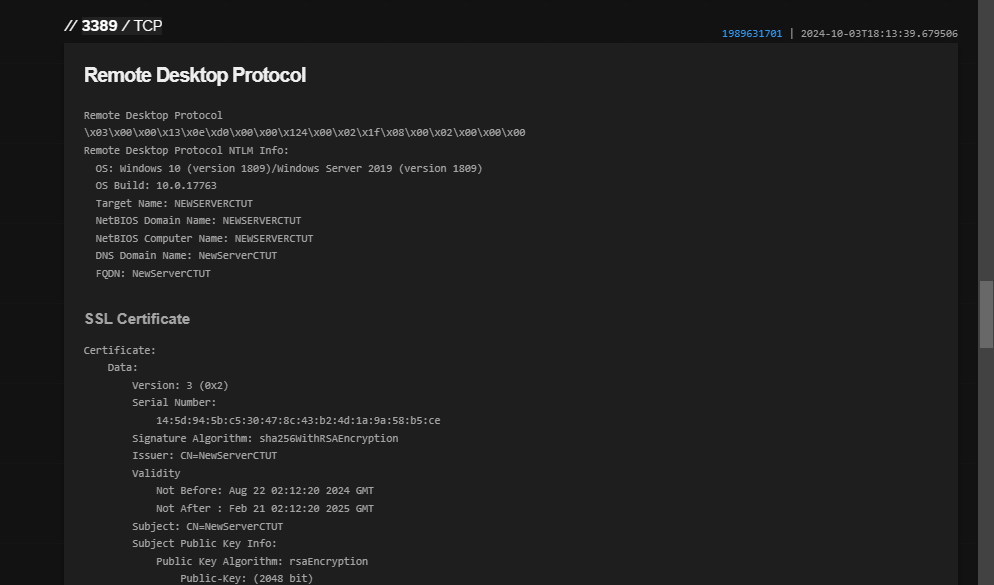 // 3389 / TCP
1989631701 | 2024-10-03T18:13:39.679506
Remote Desktop Protocol
Remote Desktop Protocol
\x03\x00\x00\x13\x0e\xd0\x00\x00\x124\x00\x02\x1f\x08\x00\x02\x00\x00\x00
Remote Desktop Protocol NTLM Info:
OS: Windows 10 (version 1809)/Windows Server 2019 (version 1809)
OS Build: 10.0.17763
Target Name: NEWSERVERCTUT
NetBIOS Domain Name: NEWSERVERCTUT
NetBIOS Computer Name: NEWSERVERCTUT
DNS Domain Name: NewServerCTUT
FQDN: NewServerCTUT
SSL Certificate
Certificate:
Data:
Version: 3 (0x2)
Serial Number:
14:5d:94:5b:c5:30:47:8c:43:b2:4d:1a:9a:58:b5:ce
Signature Algorithm: sha256WithRSAEncryption
Issuer: CN=NewServerCTUT
Validity
Not Before: Aug 22 02:12:20 2024 GMT
Not After : Feb 21 02:12:20 2025 GMT
Subject: CN=NewServerCTUT
Subject Public Key Info:
Public Key Algorithm: rsaEncryption
Public-Key: (2048 bit)